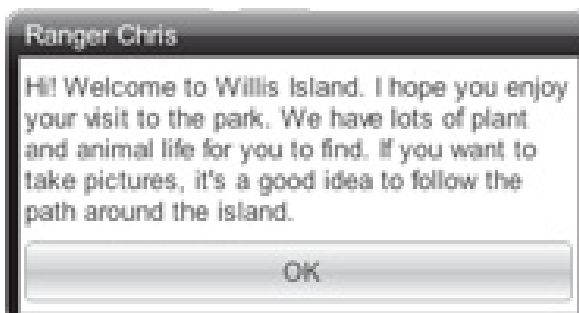 Ranger Chris
Hi! Welcome to Willis Island. I hope you enjoy
your visit to the park. We have lots of plant
and animal life for you to find. If you want to
take pictures, it's a good idea to follow the
path around the island.
OK